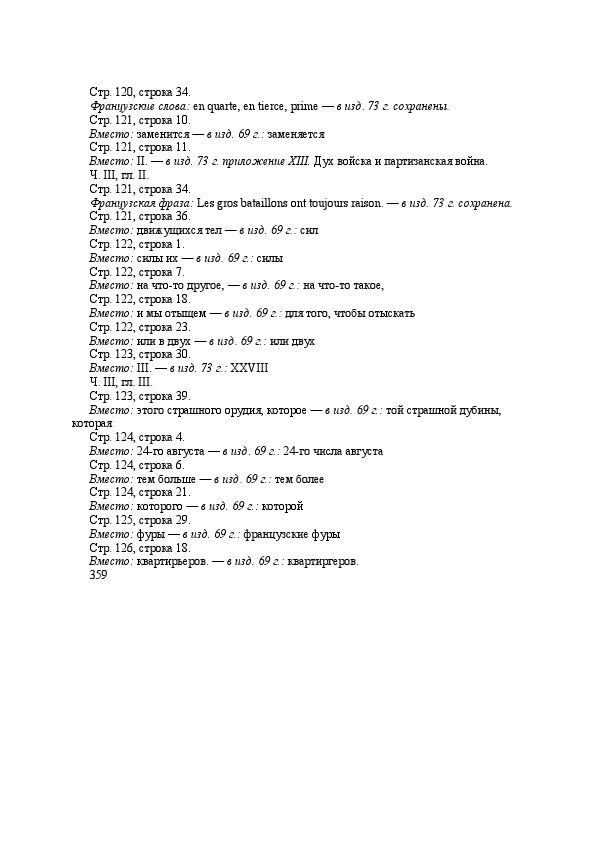 Стр. 120, строка 34.
Французские слова: en quarte, en tierce, prime — в изд. 73 г. сохранены.
Стр. 121, строка 10.
Вместо: заменится — в изд. 69 г.: заменяется
Стр. 121, строка 11.
Вместо: II. — в изд. 73 г. приложение XIII. Дух войска и партизанская война.
Ч. III, гл. II.
Стр. 121, строка 34.
Французская фраза: Les gros bataillons ont toujours raison. — в изд. 73 г. сохранена.
Стр. 121, строка 36.
Вместо: движущихся тел — в изд. 69 г.: сил
Стр. 122, строка 1.
Вместо: силы их — в изд. 69 г.: силы
Стр. 122, строка 7.
Вместо: на что-то другое, — в изд. 69 г.: на что-то такое,
Стр. 122, строка 18.
Вместо: и мы отыщем — в изд. 69 г.: для того, чтобы отыскать
Стр. 122, строка 23.
Вместо: или в двух — в изд. 69 г.: или двух
Стр. 123, строка 30.
Вместо: III. — в изд. 73 г.: XXVIII
Ч. III, гл. III.
Стр. 123, строка 39.
Вместо: этого страшного орудия, которое — в изд. 69 г.: той страшной дубины,
которая
Стр. 124, строка 4.
Вместо: 24-го августа — в изд. 69 г.: 24-го числа августа
Стр. 124, строка 6.
Вместо: тем больше — в изд. 69 г.: тем более
Стр. 124, строка 21.
Вместо: которого — в изд. 69 г.: которой
Стр. 125, строка 29.
Вместо: фуры — в изд. 69 г.: французские фуры
Стр. 126, строка 18.
Вместо: квартирьеров. — в изд. 69 г.: квартиргеров.
359